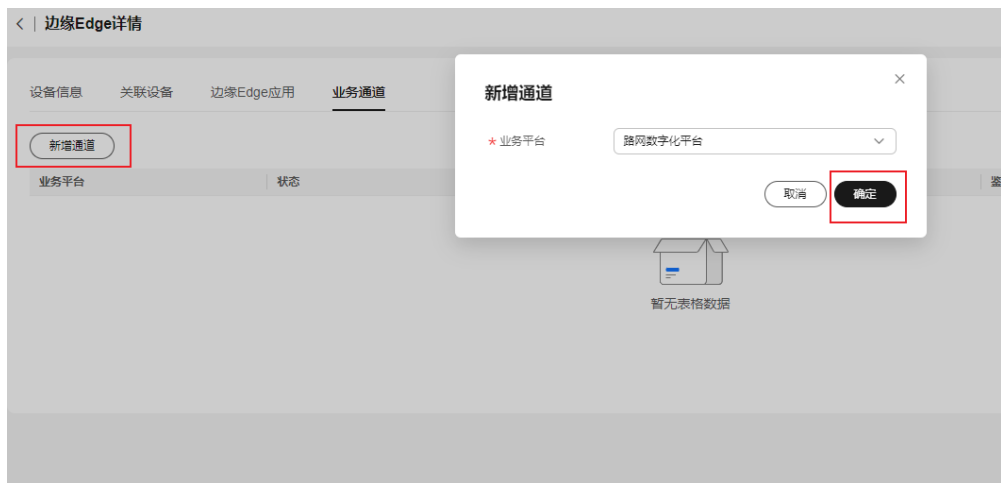 边缘Edge详情
设备信息 关联设备 边缘Edge应用 业务通道
新增通道
业务平台 状态
新增通道
* 业务平台 路网数字化平台
取消 确定
暂无表格数据